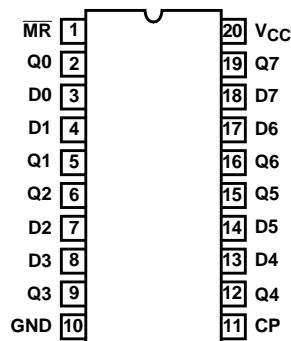 M̅R̅ 1 20 VCC
Q0 2 19 Q7
D0 3 18 D7
D1 4 17 D6
Q1 5 16 Q6
Q2 6 15 Q5
D2 7 14 D5
D3 8 13 D4
Q3 9 12 Q4
GND 10 11 CP